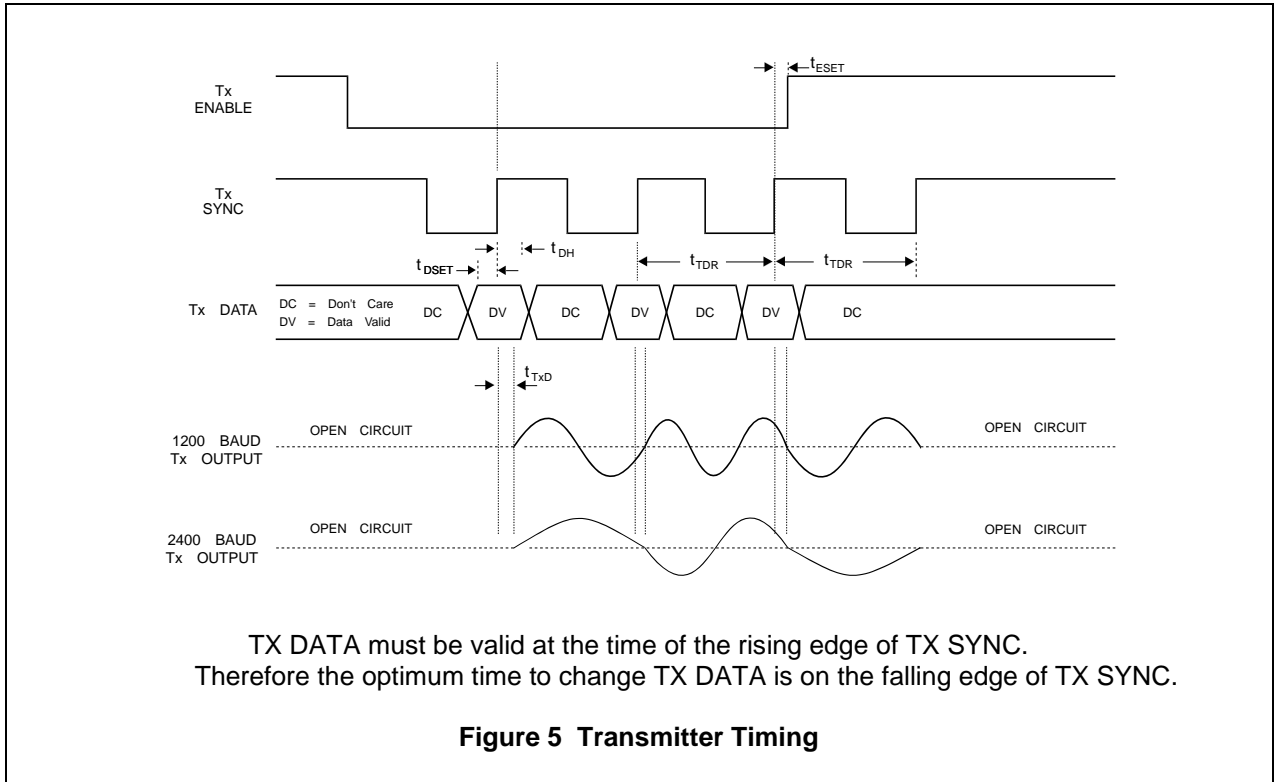 tESET
Tx
ENABLE
Tx
SYNC
tDH
tDSET
tTDR
tTDR
Tx DATA
DC = Don't Care
DV = Data Valid
DC
DV
DC
DV
DC
DV
DC
tTxD
OPEN CIRCUIT
OPEN CIRCUIT
1200 BAUD
Tx OUTPUT
OPEN CIRCUIT
OPEN CIRCUIT
2400 BAUD
Tx OUTPUT
TX DATA must be valid at the time of the rising edge of TX SYNC.
Therefore the optimum time to change TX DATA is on the falling edge of TX SYNC.
Figure 5 Transmitter Timing